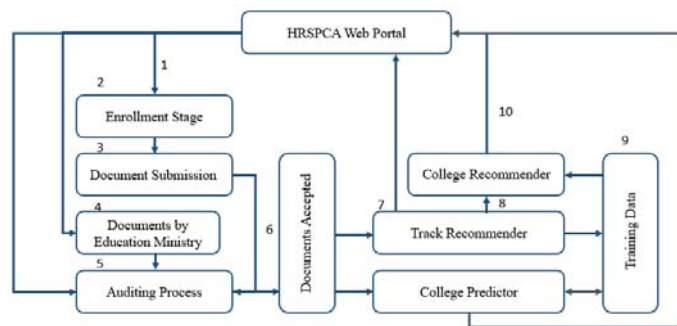 HRSPCA Web Portal
1
2
Enrollment Stage
10
3
9
Document Submission
College Recommender
4
Documents by
Education Ministry
6
Documents Accepted
7
8
Track Recommender
Training Data
5
Auditing Process
College Predictor